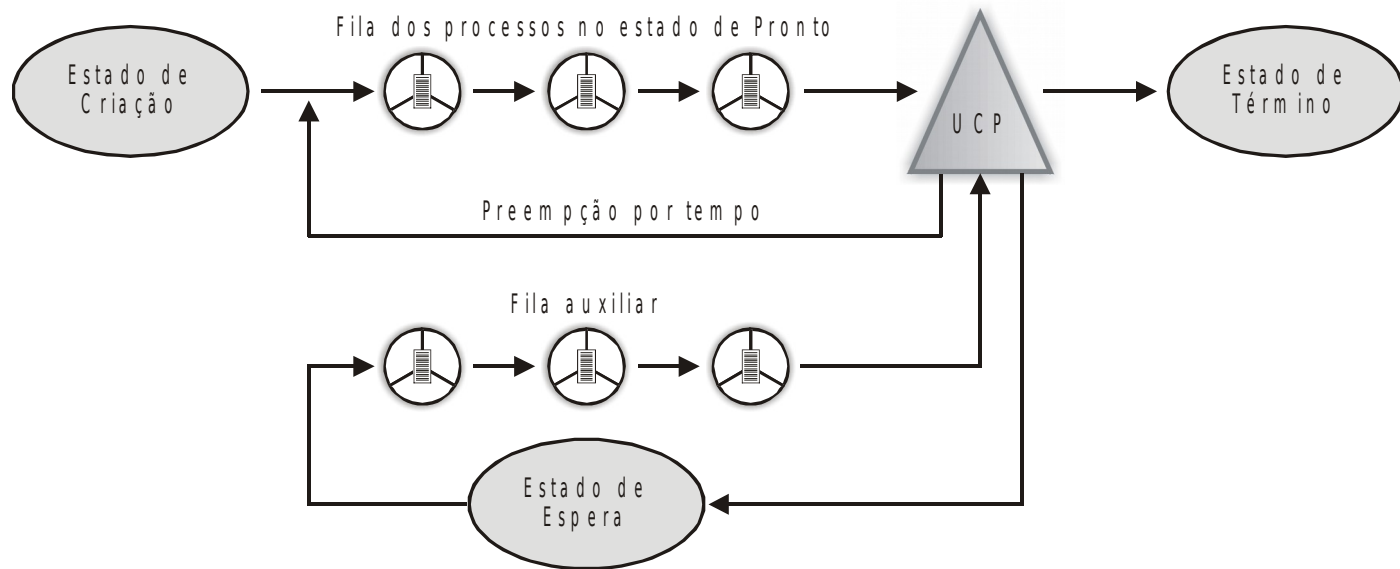 Fila dos processos no estado de Pronto
Estado de
Criação
UCP
Estado de
Término
Preempção por tempo
Fila auxiliar
Estado de
Espera